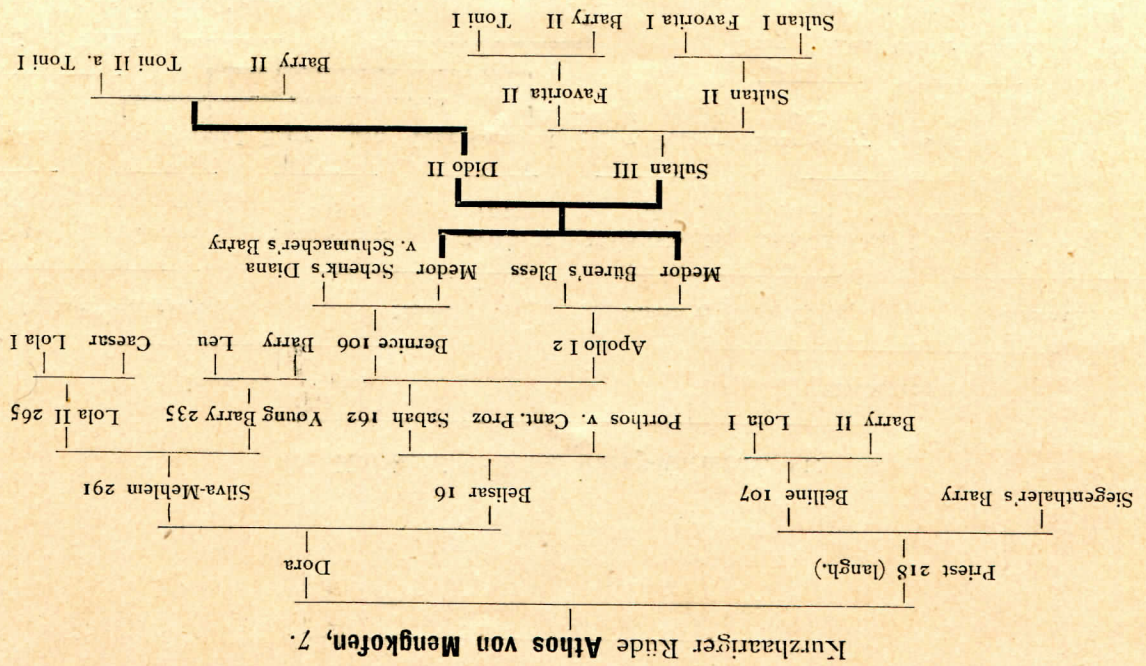 Kurzhaariger Rüde Athos von Mengkofen, 7.
Priest 218 (langh.) Dora
Siegenthaler's Barry Belline 107 Belisar 16 Silva-Mehlem 291
Barry II Lola I Porthos v. Cant. Proz Sabah 162 Young Barry 235 Lola II 265
Apollo I 2 Bernice 106 Barry Leu Caesar Lola I
Medor Büren's Bless Medor Schenk's Diana
v. Schumacher's Barry
Sultan III Dido II
Sultan II Favorita II
Barry II Toni II a. Toni I
Sultan I Favorita I Barry II Toni I